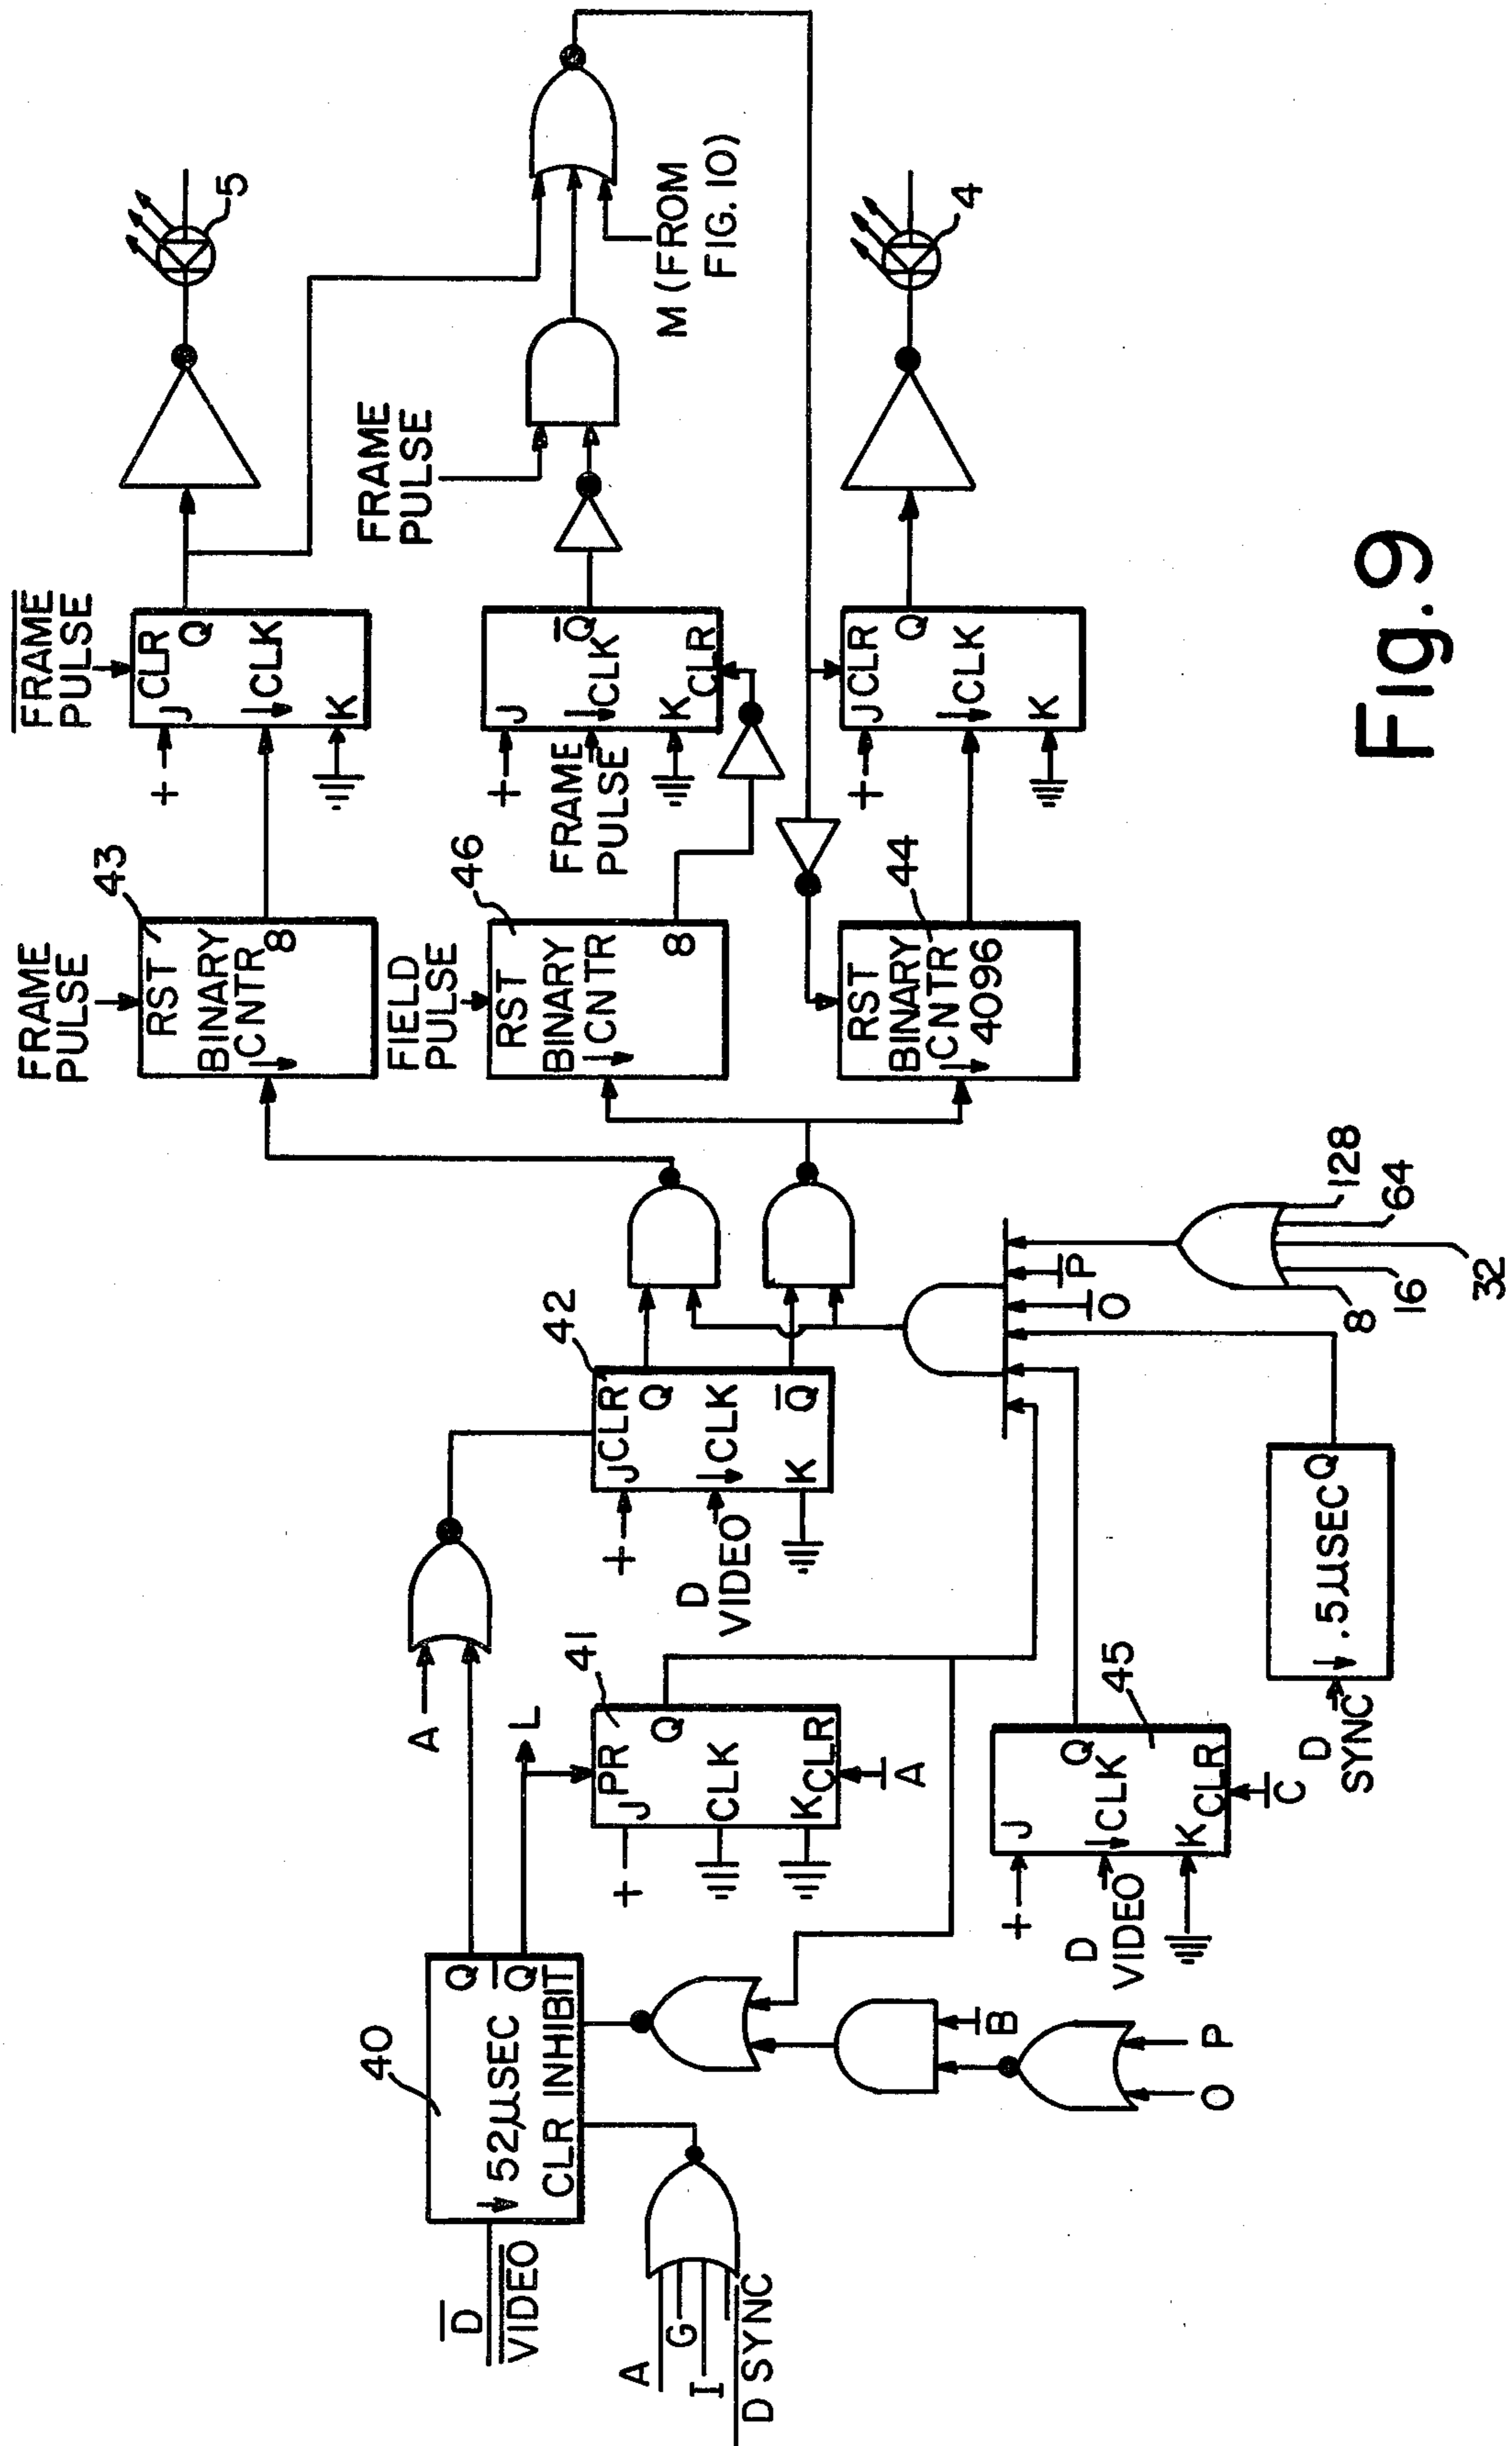 D̅
V̅I̅D̅E̅O̅
40
52µSEC
Q
Q̅
CLR
I̅N̅H̅I̅B̅I̅T̅
A
G
I
D SYNC
L
A
O
P
B̅
41
+
J
PR
Q
CLK
K
CLR
A̅
45
+
J
Q
D
VIDEO
CLK
K
CLR
C̅
D
SYNC
.5µSEC
Q
42
+
J
CLR
Q
D
VIDEO
CLK
K
Q̅
O̅
P̅
8
16
32
64
128
FRAME
PULSE
43
RST
BINARY
CNTR
8
F̅R̅A̅M̅E̅
PULSE
+
J
CLR
Q
CLK
K
5
FIELD
PULSE
46
RST
BINARY
CNTR
8
+
J
Q̅
FRAME
PULSE
CLK
K
CLR
FRAME
PULSE
M (FROM
FIG. 10)
44
RST
BINARY
CNTR
4096
+
J
CLR
Q
CLK
K
4
Fig. 9